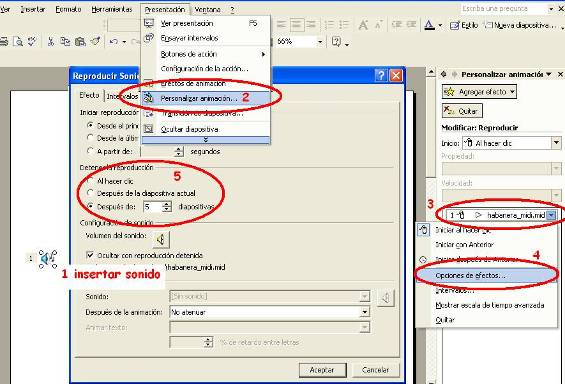 Ver Insertar Formato Herramientas Presentación Ventana ?
Escriba una pregunta
66%
Estilo Nueva diapositiva...
Ver presentación F5
Ensayar intervalos
Botones de acción
Configuración de la acción...
Efectos de animación
Personalizar animación... 2
Transición de diapositiva...
Ocultar diapositiva
Reproducir Sonido
Efecto Intervalos
Iniciar reproducción
Desde el prin
Desde la últim
A partir de: segundos
Detener la reproducción
5
Al hacer clic
Después de la diapositiva actual
Después de: 5 diapositivas
Configuración de sonido
Volumen del sonido:
Ocultar con reproducción detenida
habanera_midi.mid
1
1 insertar sonido
Sonido: [Sin sonido]
Después de la animación: No atenuar
Animar texto:
% de retardo entre letras
Aceptar Cancelar
Personalizar animación
Agregar efecto
Quitar
Modificar: Reproducir
Inicio: Al hacer clic
Propiedad:
Velocidad:
3
1 habanera_midi.mid
Iniciar al hacer clic
Iniciar con Anterior
4
Iniciar después de Anterior
Opciones de efectos...
Intervalos...
Mostrar escala de tiempo avanzada
Quitar